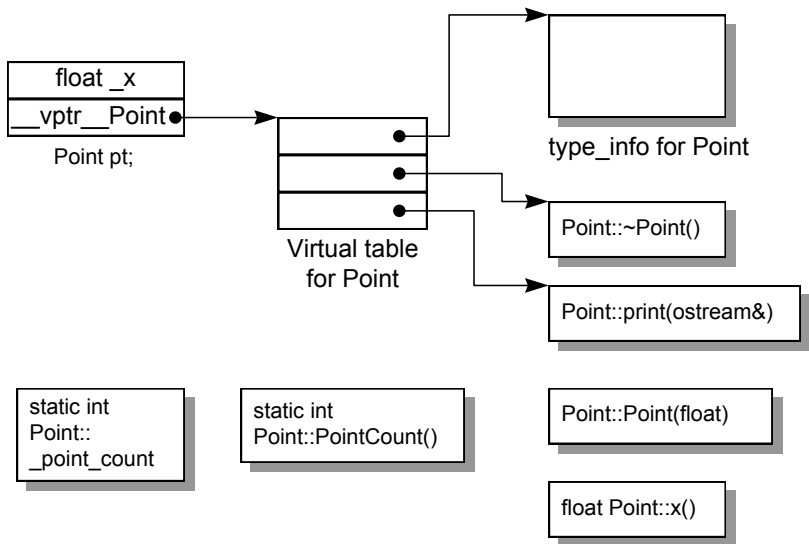 float _x
__vptr__Point
Point pt;
Virtual table
for Point
type_info for Point
Point::~Point()
Point::print(ostream&)
static int
Point::
_point_count
static int
Point::PointCount()
Point::Point(float)
float Point::x()